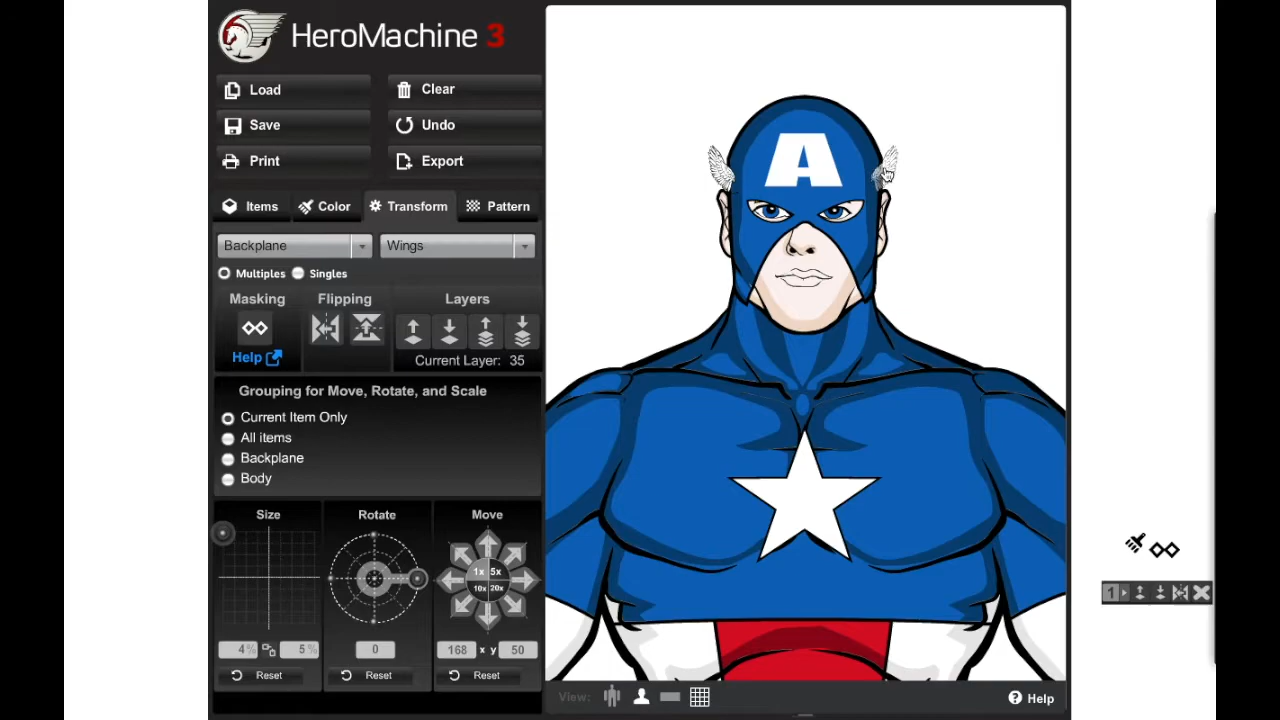 HeroMachine 3
Load
Clear
Save
Undo
Print
Export
Items
Color
Transform
Pattern
Backplane
Wings
Multiples
Singles
Masking
Flipping
Layers
Help
Current Layer: 35
Grouping for Move, Rotate, and Scale
Current Item Only
All items
Backplane
Body
Size
Rotate
Move
1x 5x
10x 20x
4 %
5 %
0
168 x y 50
Reset
Reset
Reset
View:
Help
A
1